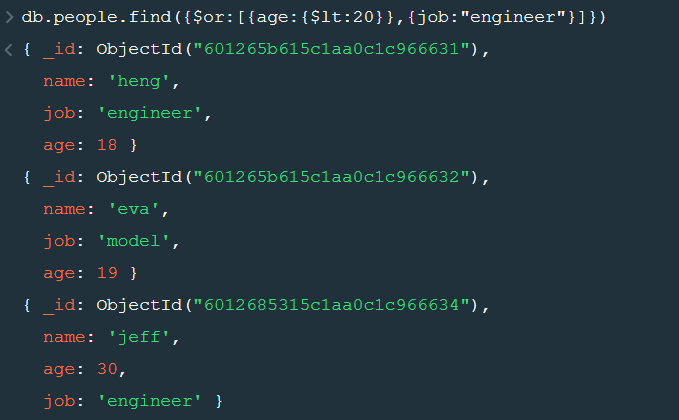 > db.people.find({$or:[{age:{$lt:20}},{job:"engineer"}]})
< { _id: ObjectId("601265b615c1aa0c1c966631"),
name: 'heng',
job: 'engineer',
age: 18 }
{ _id: ObjectId("601265b615c1aa0c1c966632"),
name: 'eva',
job: 'model',
age: 19 }
{ _id: ObjectId("6012685315c1aa0c1c966634"),
name: 'jeff',
age: 30,
job: 'engineer' }